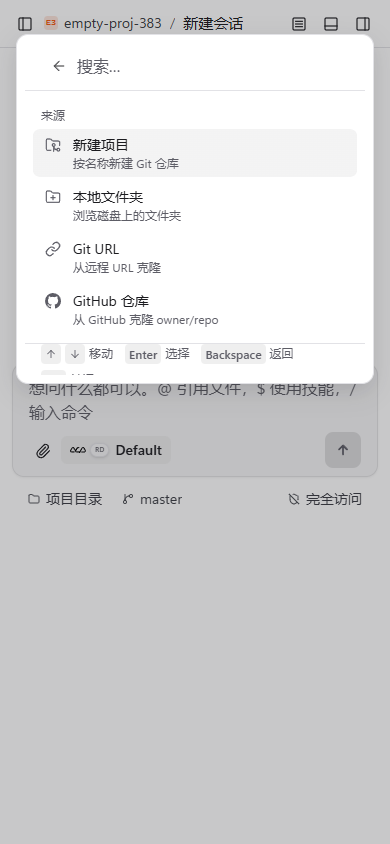 E3 empty-proj-383 / 新建会话
搜索...
来源
新建项目
按名称新建 Git 仓库
本地文件夹
浏览磁盘上的文件夹
Git URL
从远程 URL 克隆
GitHub 仓库
从 GitHub 克隆 owner/repo
↑ ↓ 移动 Enter 选择 Backspace 返回
想问什么都可以。@ 引用文件，$ 使用技能，/
输入命令
RD Default
项目目录 master 完全访问